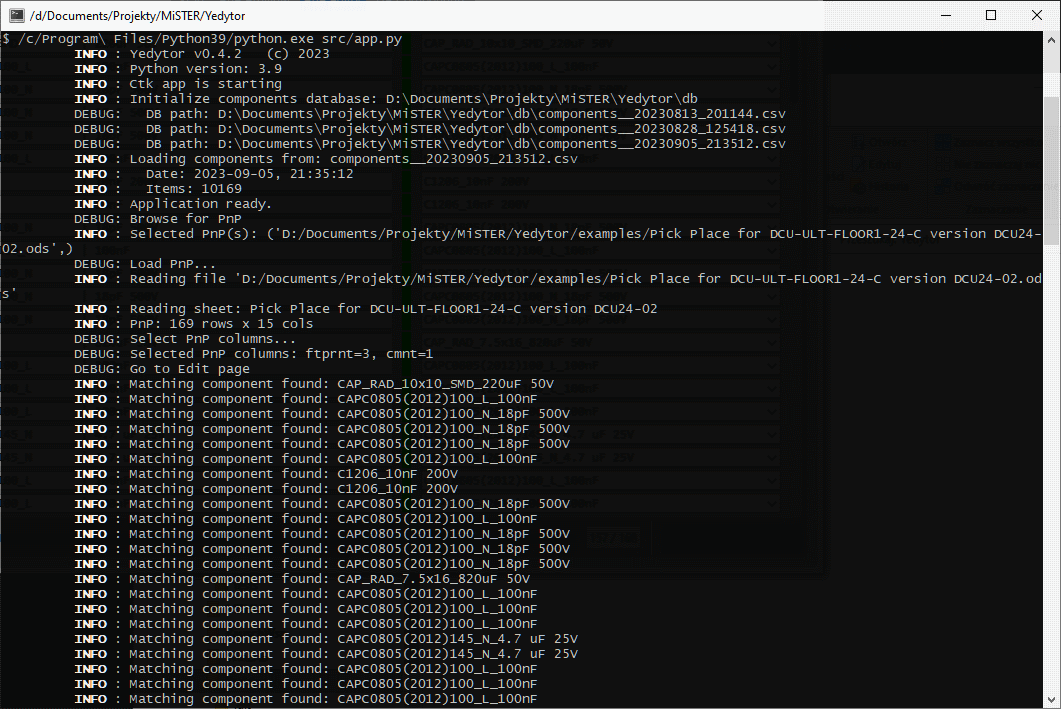 /d/Documents/Projekty/MiSTER/Yedytor
$ /c/Program\ Files/Python39/python.exe src/app.py
INFO : Yedytor v0.4.2   (c) 2023
INFO : Python version: 3.9
INFO : Ctk app is starting
INFO : Initialize components database: D:\Documents\Projekty\MiSTER\Yedytor\db
DEBUG:   DB path: D:\Documents\Projekty\MiSTER\Yedytor\db\components__20230813_201144.csv
DEBUG:   DB path: D:\Documents\Projekty\MiSTER\Yedytor\db\components__20230828_125418.csv
DEBUG:   DB path: D:\Documents\Projekty\MiSTER\Yedytor\db\components__20230905_213512.csv
INFO : Loading components from: components__20230905_213512.csv
INFO :   Date: 2023-09-05, 21:35:12
INFO :   Items: 10169
INFO : Application ready.
DEBUG: Browse for PnP
INFO : Selected PnP(s): ('D:/Documents/Projekty/MiSTER/Yedytor/examples/Pick Place for DCU-ULT-FLOOR1-24-C version DCU24-
02.ods',)
DEBUG: Load PnP...
INFO : Reading file 'D:/Documents/Projekty/MiSTER/Yedytor/examples/Pick Place for DCU-ULT-FLOOR1-24-C version DCU24-02.od
s'
INFO : Reading sheet: Pick Place for DCU-ULT-FLOOR1-24-C version DCU24-02
INFO : PnP: 169 rows x 15 cols
DEBUG: Select PnP columns...
DEBUG: Selected PnP columns: ftprnt=3, cmnt=1
DEBUG: Go to Edit page
INFO : Matching component found: CAP_RAD_10x10_SMD_220uF 50V
INFO : Matching component found: CAPC0805(2012)100_L_100nF
INFO : Matching component found: CAPC0805(2012)100_N_18pF 500V
INFO : Matching component found: CAPC0805(2012)100_N_18pF 500V
INFO : Matching component found: CAPC0805(2012)100_N_18pF 500V
INFO : Matching component found: CAPC0805(2012)100_L_100nF
INFO : Matching component found: C1206_10nF 200V
INFO : Matching component found: C1206_10nF 200V
INFO : Matching component found: CAPC0805(2012)100_N_18pF 500V
INFO : Matching component found: CAPC0805(2012)100_L_100nF
INFO : Matching component found: CAPC0805(2012)100_N_18pF 500V
INFO : Matching component found: CAPC0805(2012)100_N_18pF 500V
INFO : Matching component found: CAPC0805(2012)100_N_18pF 500V
INFO : Matching component found: CAP_RAD_7.5x16_820uF 50V
INFO : Matching component found: CAPC0805(2012)100_L_100nF
INFO : Matching component found: CAPC0805(2012)100_L_100nF
INFO : Matching component found: CAPC0805(2012)100_L_100nF
INFO : Matching component found: CAPC0805(2012)145_N_4.7 uF 25V
INFO : Matching component found: CAPC0805(2012)145_N_4.7 uF 25V
INFO : Matching component found: CAPC0805(2012)100_L_100nF
INFO : Matching component found: CAPC0805(2012)100_L_100nF
INFO : Matching component found: CAPC0805(2012)100_L_100nF